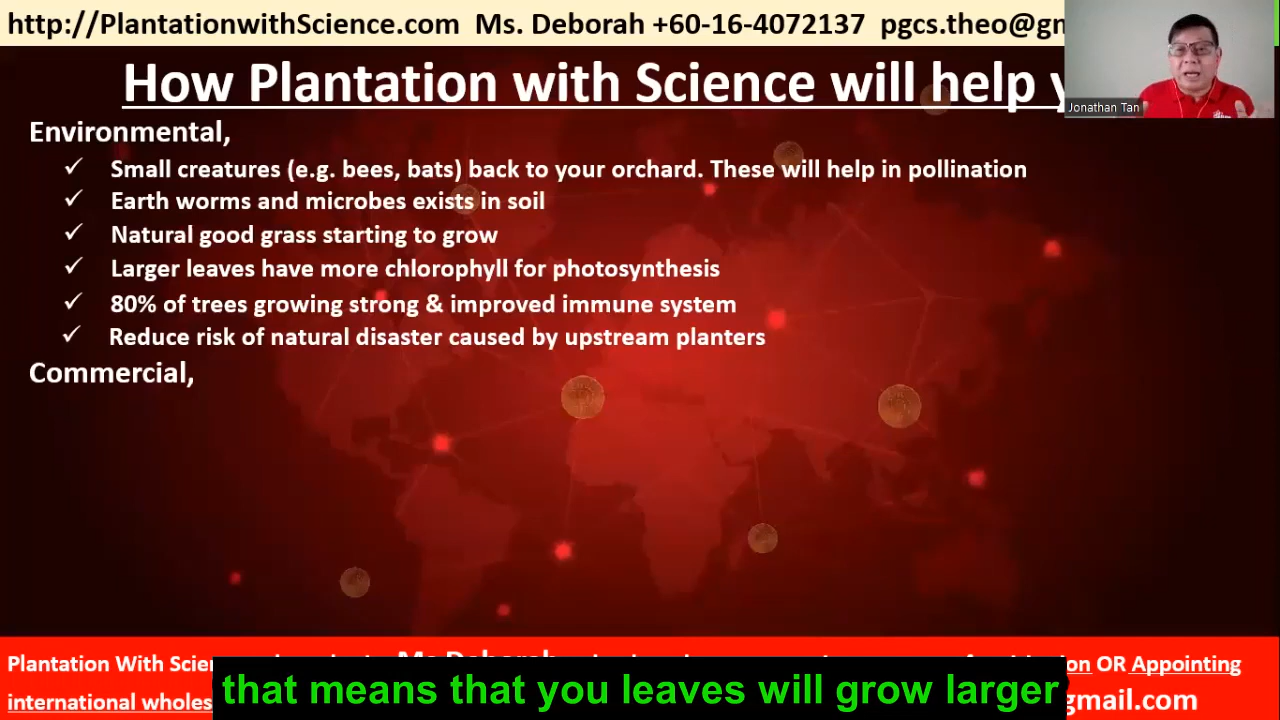 http://PlantationwithScience.com Ms. Deborah +60-16-4072137 pgcs.theo@gm
How Plantation with Science will help
Jonathan Tan
Environmental,
✓ Small creatures (e.g. bees, bats) back to your orchard. These will help in pollination
✓ Earth worms and microbes exists in soil
✓ Natural good grass starting to grow
✓ Larger leaves have more chlorophyll for photosynthesis
✓ 80% of trees growing strong & improved immune system
✓ Reduce risk of natural disaster caused by upstream planters
Commercial,
Plantation With Scien Ms Deborah on OR Appointing
international wholes gmail.com
that means that you leaves will grow larger